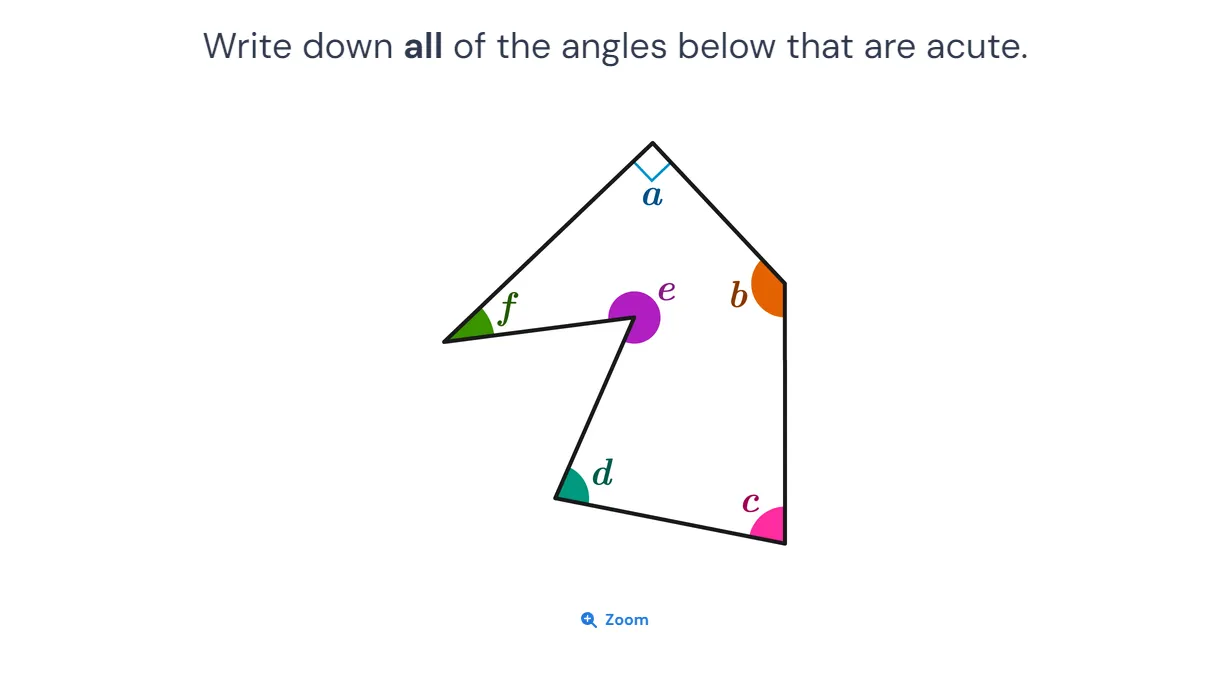 Write down all of the angles below that are acute.
a
e
b
f
d
c
Zoom